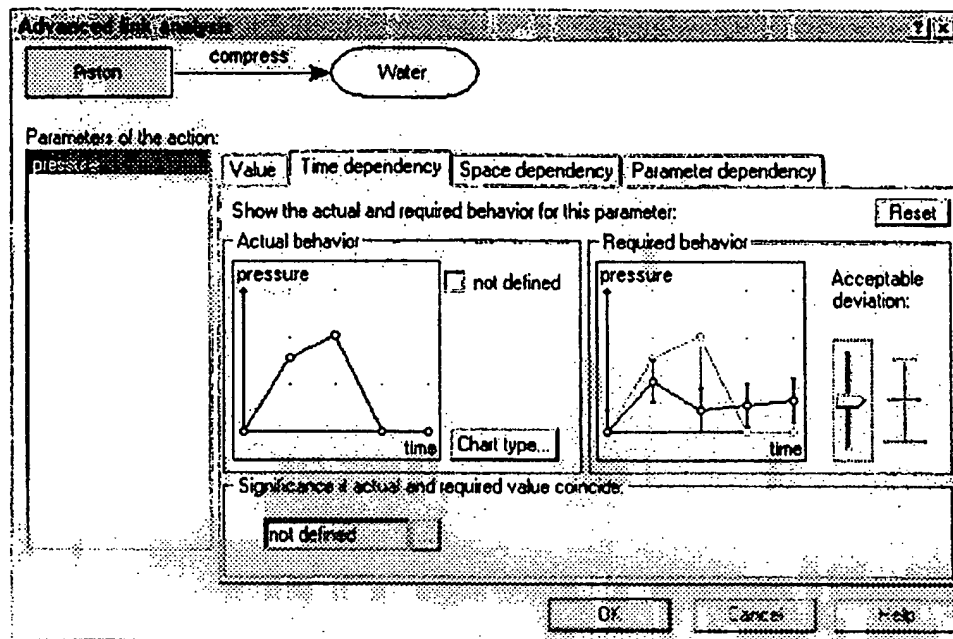 Advanced link analysis
compress
Piston
Water
Parameters of the action:
pressure
Value
Time dependency
Space dependency
Parameter dependency
Show the actual and required behavior for this parameter:
Reset
Actual behavior
pressure
not defined
time
Chart type...
Required behavior
pressure
time
Acceptable
deviation:
Significance if actual and required value coincide:
not defined
OK
Cancel
Help